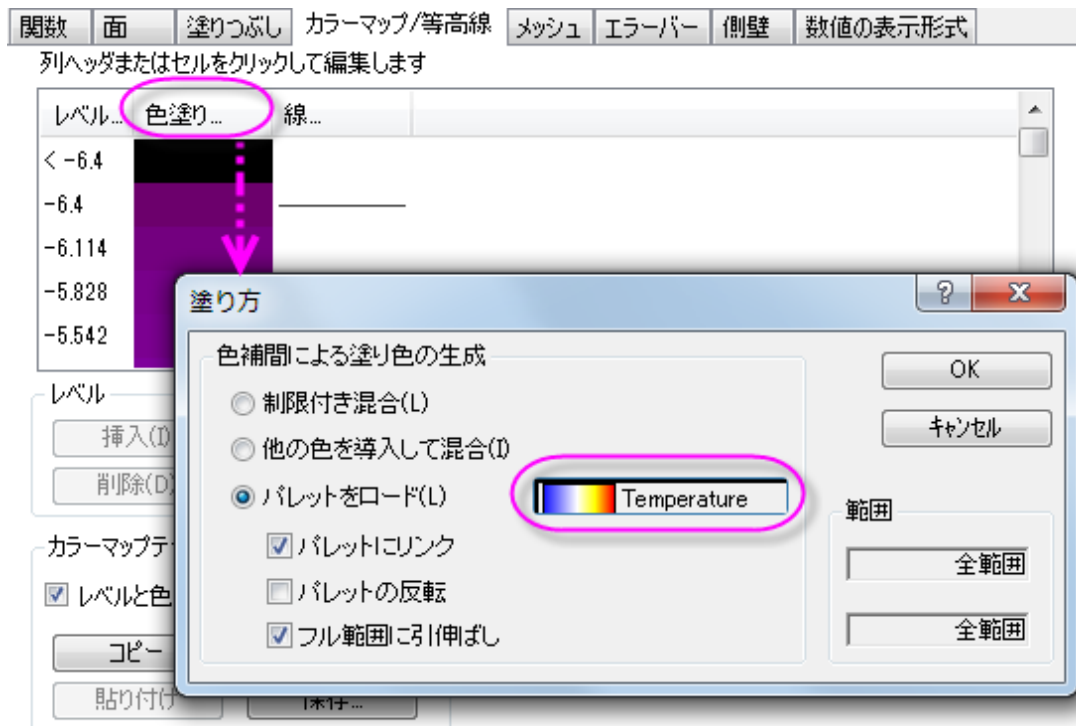 関数 面 塗りつぶし カラーマップ/等高線 メッシュ エラーバー 側壁 数値の表示形式
列ヘッダまたはセルをクリックして編集します
レベル... 色塗り... 線...
< -6.4
-6.4
-6.114
-5.828
-5.542
レベル
挿入(I)
削除(D)
カラーマップテ
レベルと色
コピー
貼り付け
保存...
塗り方
色補間による塗り色の生成
制限付き混合(L)
他の色を導入して混合(I)
パレットをロード(L) Temperature
パレットにリンク
パレットの反転
フル範囲に引伸ばし
OK
キャンセル
範囲
全範囲
全範囲